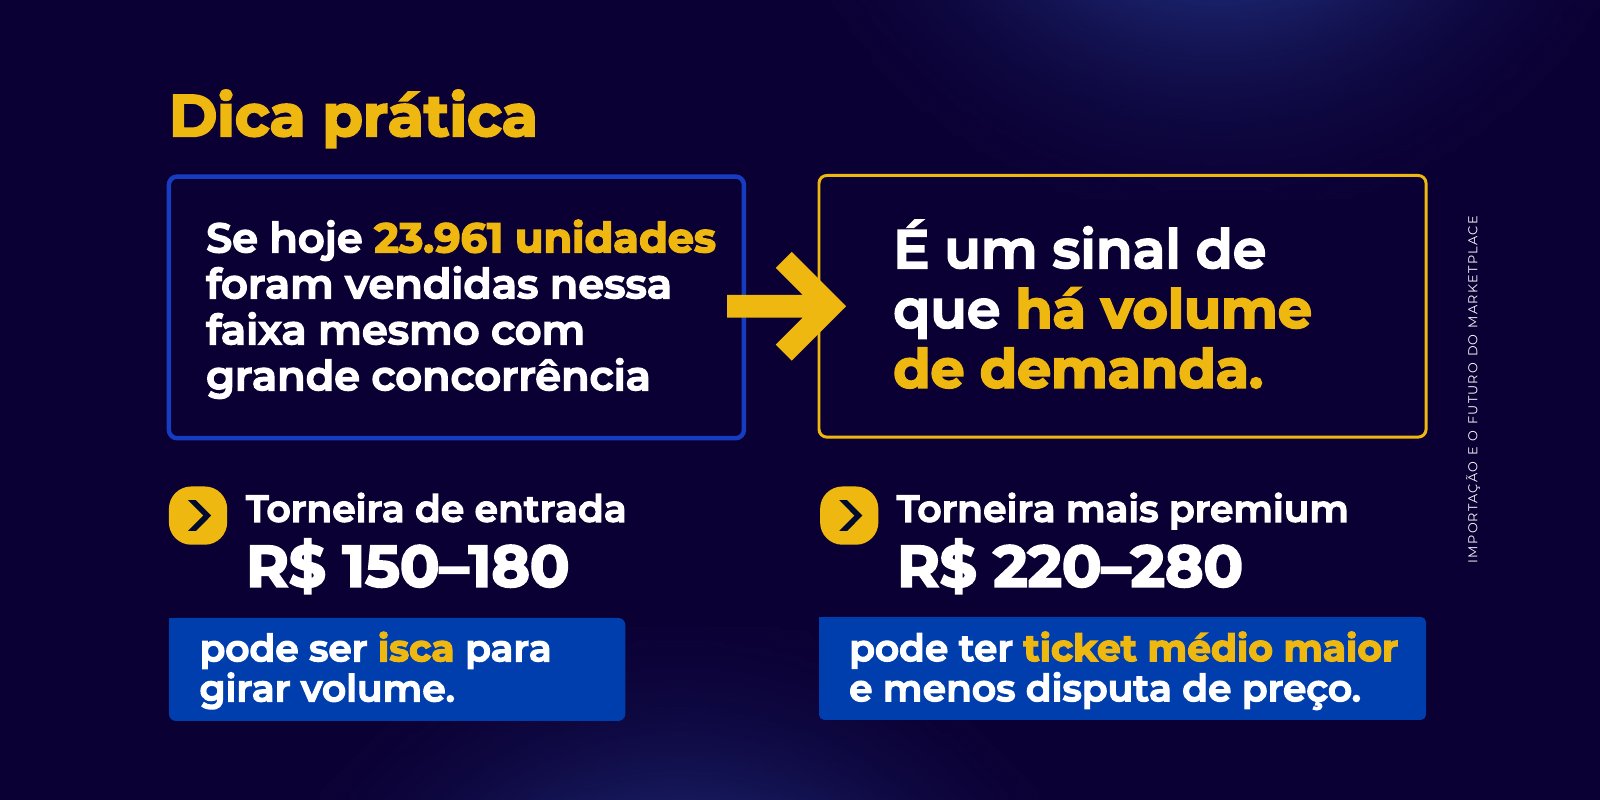 Dica prática
Se hoje 23.961 unidades
foram vendidas nessa
faixa mesmo com
grande concorrência
É um sinal de
que há volume
de demanda.
Torneira de entrada
R$ 150–180
pode ser isca para
girar volume.
Torneira mais premium
R$ 220–280
pode ter ticket médio maior
e menos disputa de preço.
IMPORTAÇÃO E O FUTURO DO MARKETPLACE